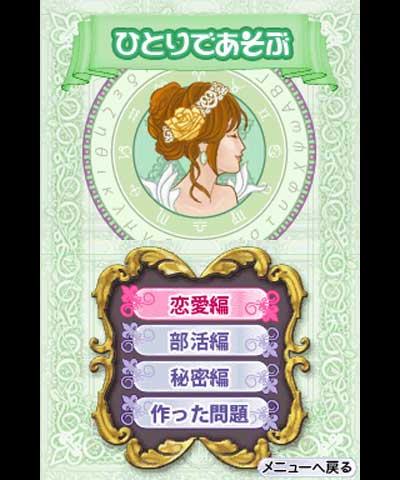 ひとりであそぶ
恋愛編
部活編
秘密編
作った問題
メニューへ戻る